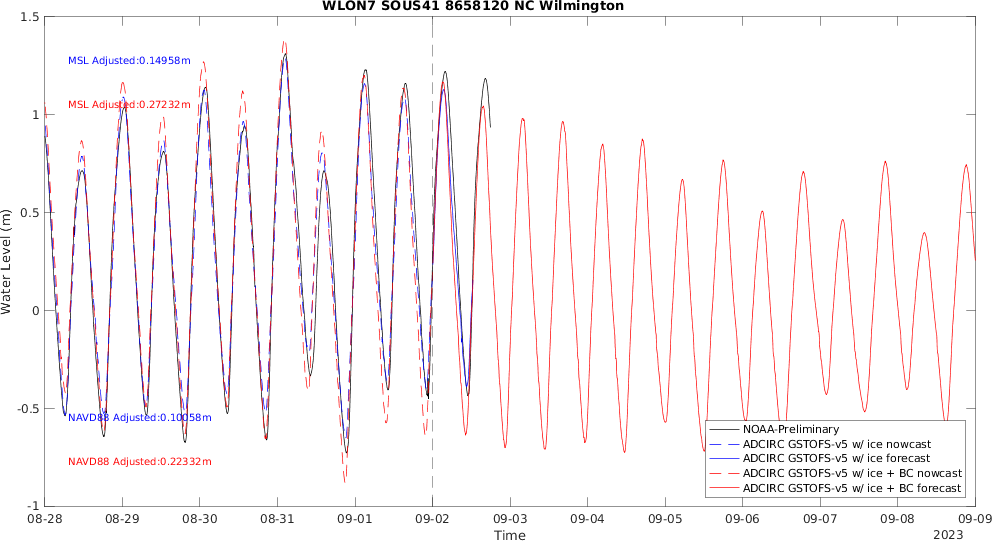 WLON7 SOUS41 8658120 NC Wilmington
1.5
1
0.5
0
-0.5
-1
Water Level (m)
MSL Adjusted:0.14958m
MSL Adjusted:0.27232m
NAVD88 Adjusted:0.10058m
NAVD88 Adjusted:0.22332m
NOAA-Preliminary
ADCIRC GSTOFS-v5 w/ ice nowcast
ADCIRC GSTOFS-v5 w/ ice forecast
ADCIRC GSTOFS-v5 w/ ice + BC nowcast
ADCIRC GSTOFS-v5 w/ ice + BC forecast
08-28 08-29 08-30 08-31 09-01 09-02 09-03 09-04 09-05 09-06 09-07 09-08 09-09
Time
2023